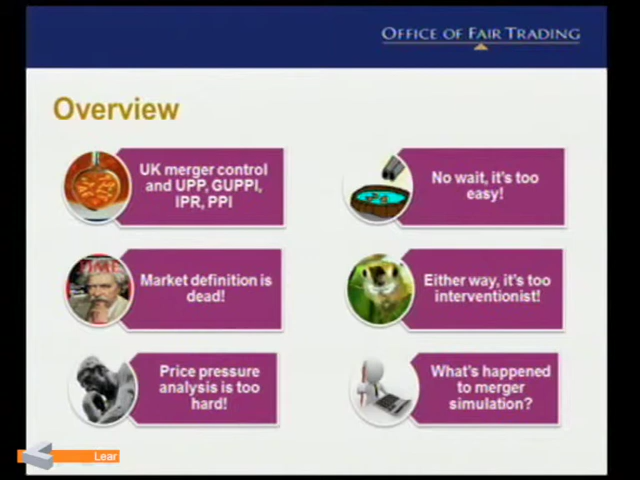 OFFICE OF FAIR TRADING
Overview
UK merger control
and UPP, GUPPI,
IPR, PPI
No wait, it's too
easy!
TIME
Market definition is
dead!
Either way, it's too
interventionist!
Price pressure
analysis is too
hard!
What's happened
to merger
simulation?
Lear